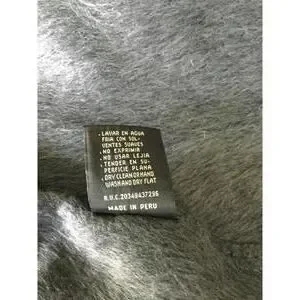 . LAVAR EN AGUA
FRIA CON SOL-
VENTES SUAVES
. NO EXPRIMIR
. NO USAR LEJIA
. TENDER EN SU-
PERFICIE PLANA
. DRY CLEAN OR HAND
WASH AND DRY FLAT
R.U.C. 20349437296
MADE IN PERU